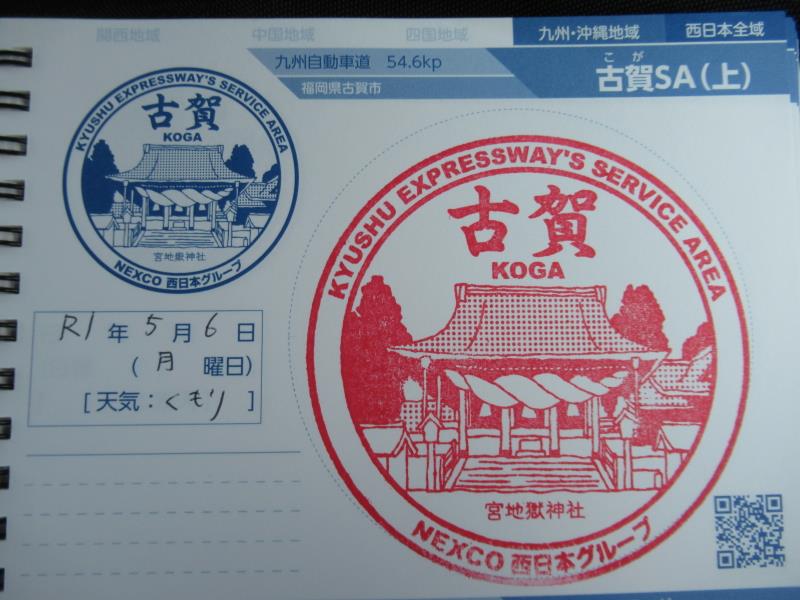 関西地域 中国地域 四国地域 九州・沖縄地域 西日本全域
九州自動車道 54.6kp
福岡県古賀市
こが
古賀SA(上)
KYUSHU EXPRESSWAY'S SERVICE AREA
古賀
KOGA
宮地嶽神社
NEXCO 西日本グループ
R1年5月6日
(月曜日)
[天気:くもり]
KYUSHU EXPRESSWAY'S SERVICE AREA
古賀
KOGA
宮地嶽神社
NEXCO 西日本グループ